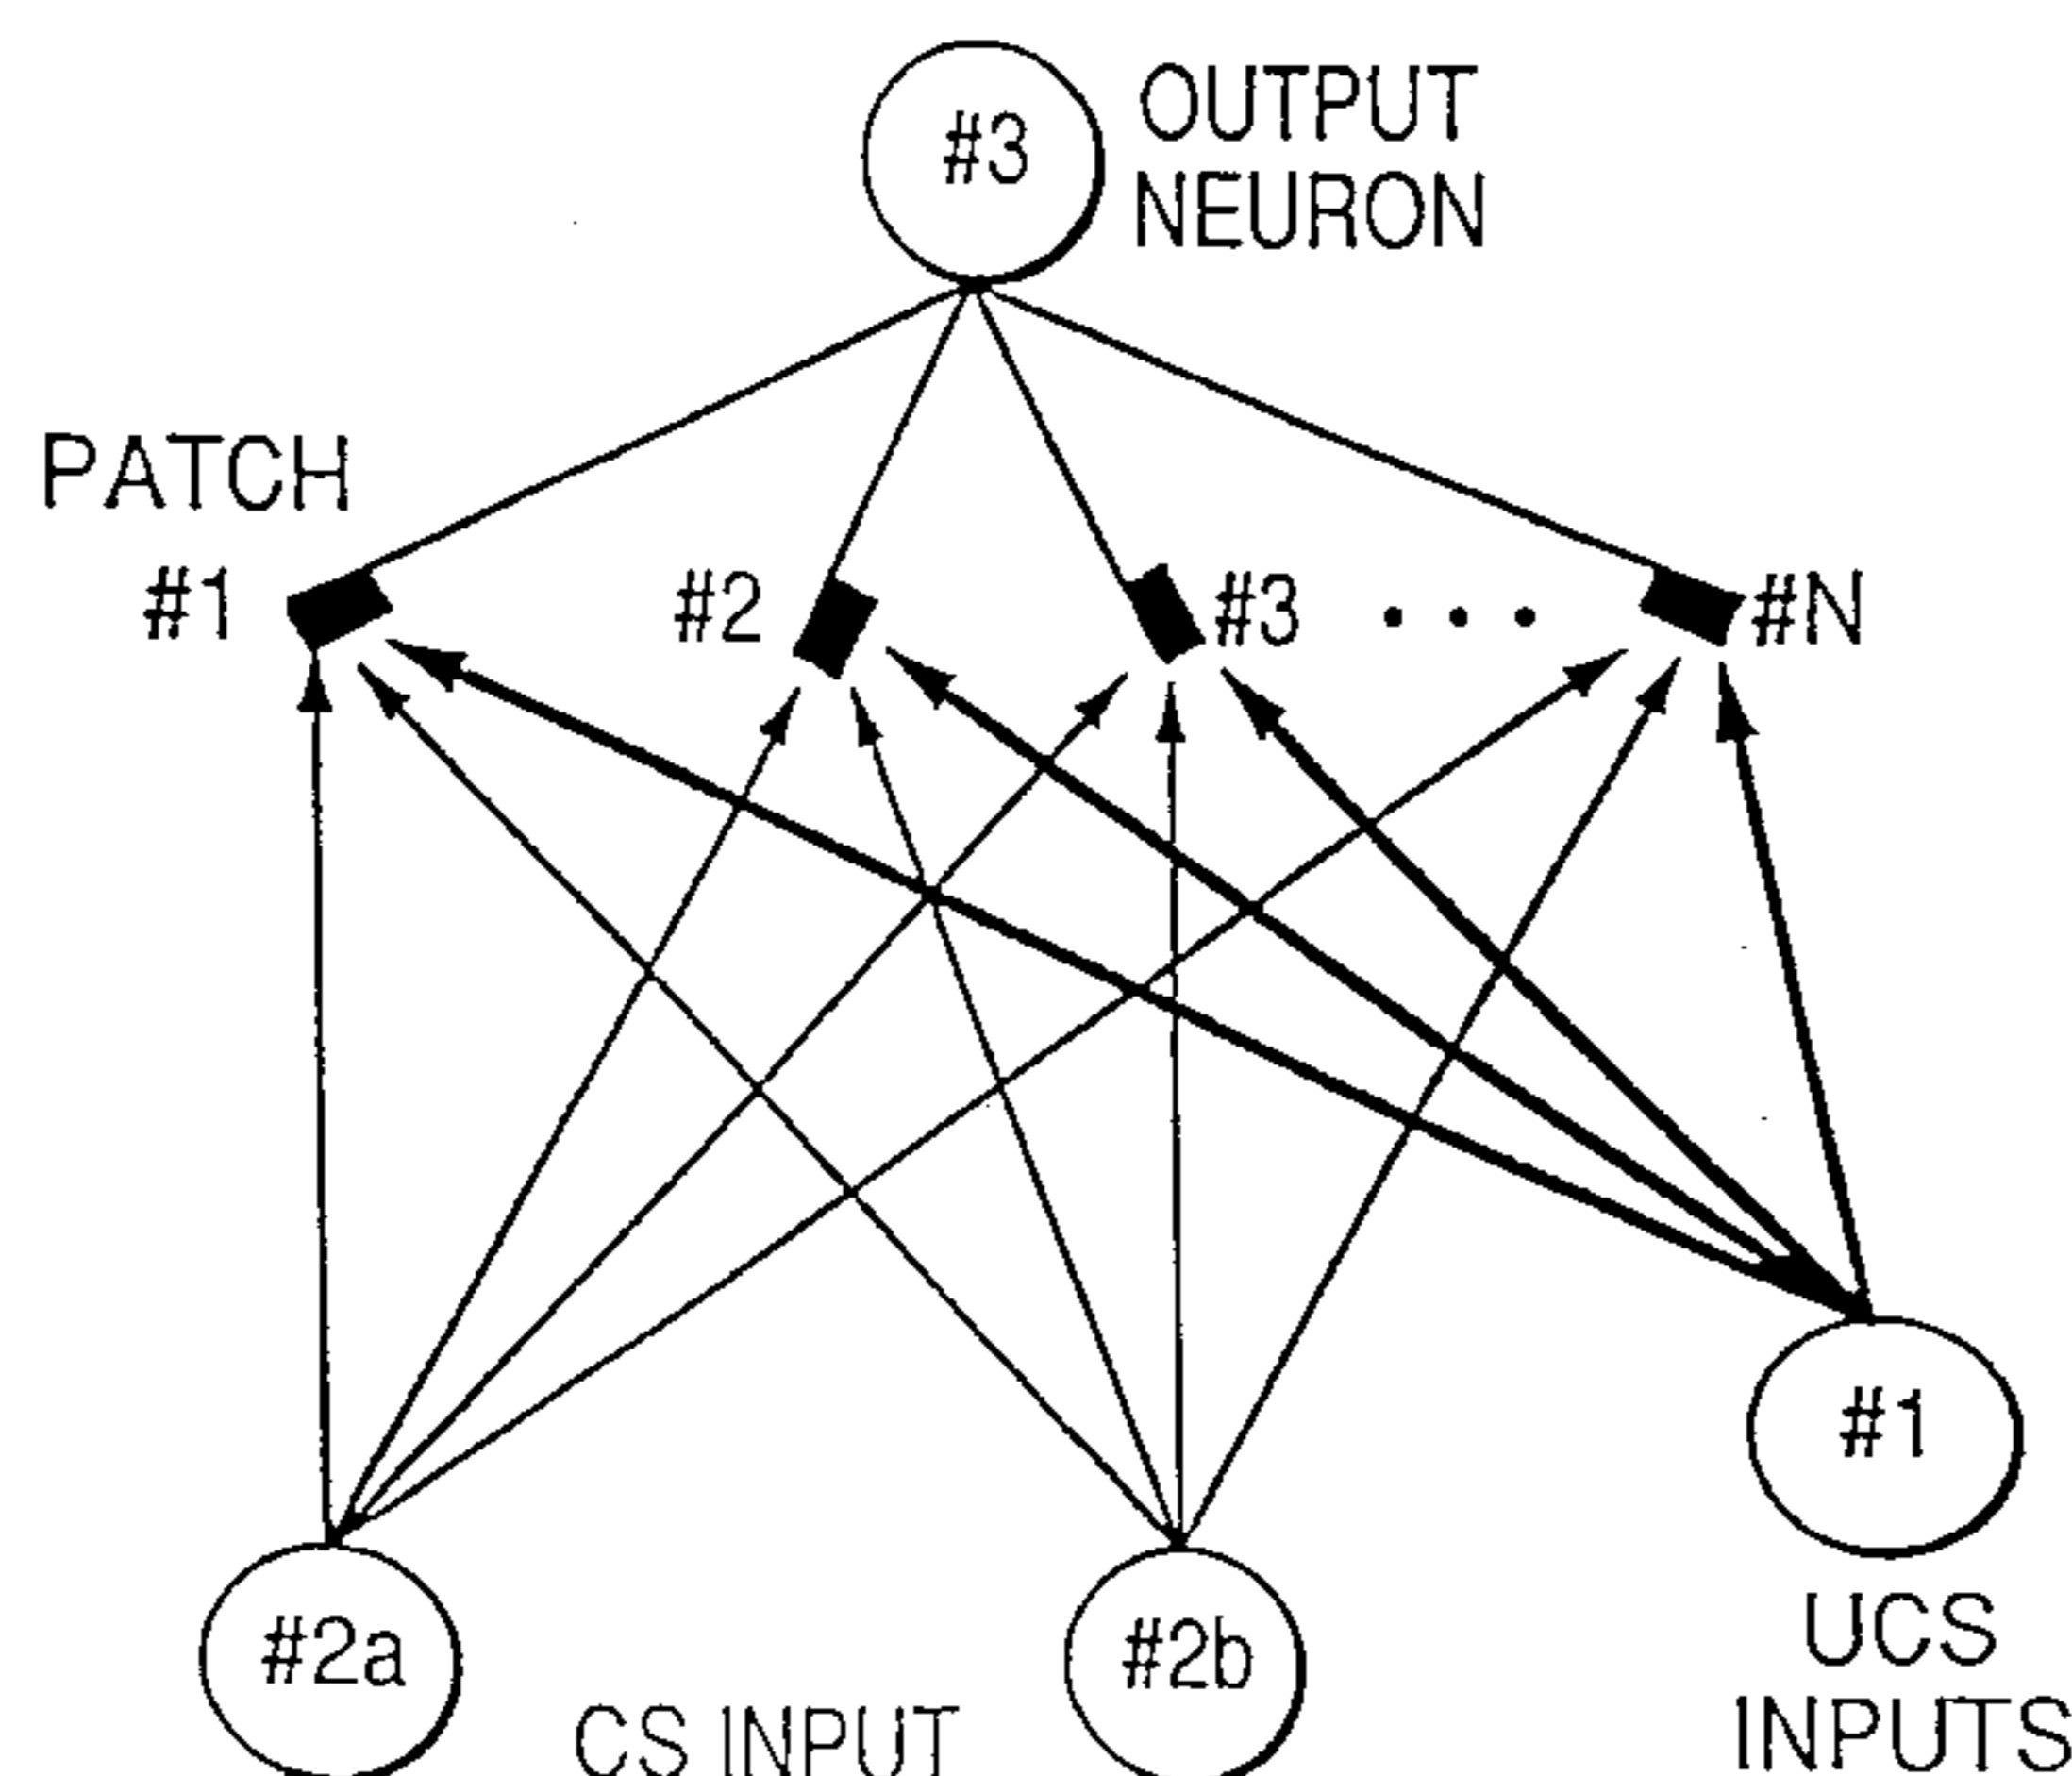 #3
OUTPUT
NEURON
PATCH
#1
#2
#3 . . .
#N
#1
UCS
INPUTS
#2a
CS INPUT
#2b